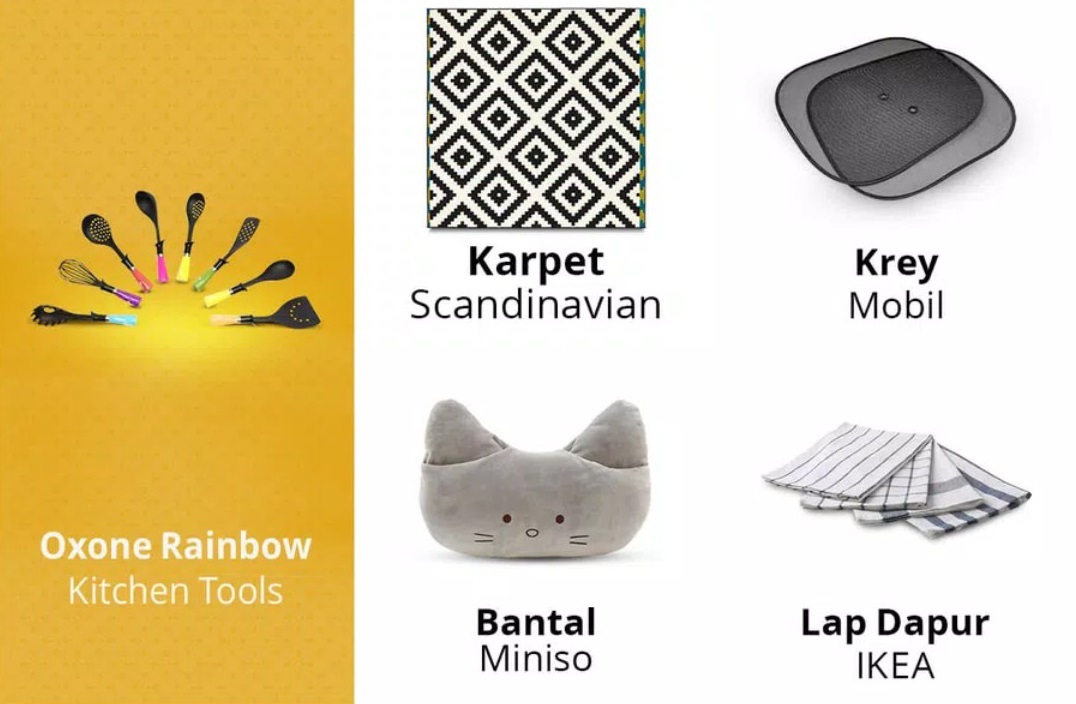 Oxone Rainbow
Kitchen Tools
Karpet
Scandinavian
Krey
Mobil
Bantal
Miniso
Lap Dapur
IKEA